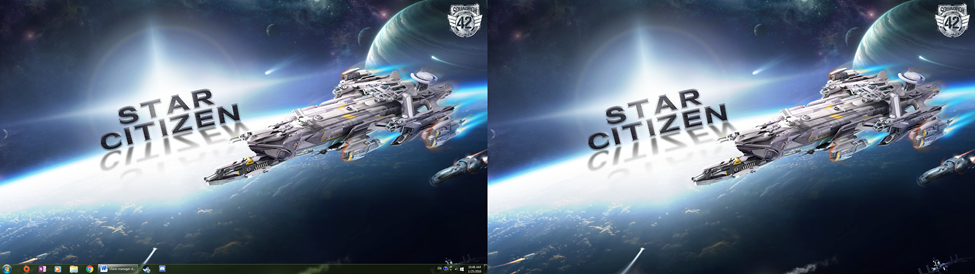 STAR
CITIZEN
SQUADRON
42
STAR
CITIZEN
SQUADRON
42